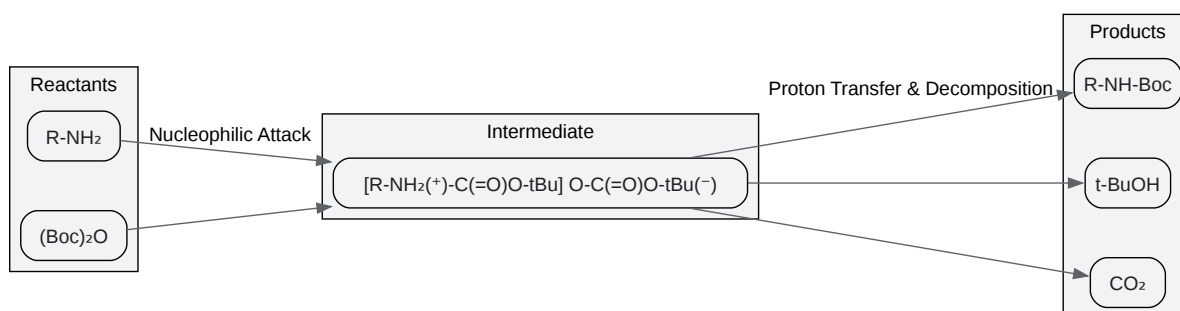 Reactants
R-NH₂
(Boc)₂O
Nucleophilic Attack
Intermediate
[R-NH₂(⁺)-C(=O)O-tBu] O-C(=O)O-tBu(⁻)
Proton Transfer & Decomposition
Products
R-NH-Boc
t-BuOH
CO₂